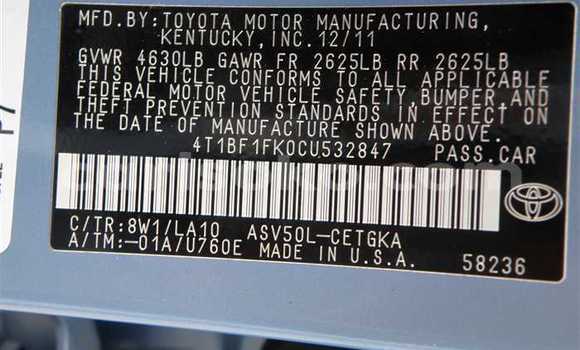 MFD.BY:TOYOTA MOTOR MANUFACTURING,
KENTUCKY,INC.12/11
GVWR 4630LB GAWR FR 2625LB RR 2625LB
THIS VEHICLE CONFORMS TO ALL APPLICABLE
FEDERAL MOTOR VEHICLE SAFETY,BUMPER,AND
THEFT PREVENTION STANDARDS IN EFFECT ON
THE DATE OF MANUFACTURE SHOWN ABOVE.
4T1BF1FK0CU532847 PASS.CAR
C/TR:8W1/LA10 ASV50L-CETGKA
A/TM:-01A/U760E MADE IN U.S.A.
58236